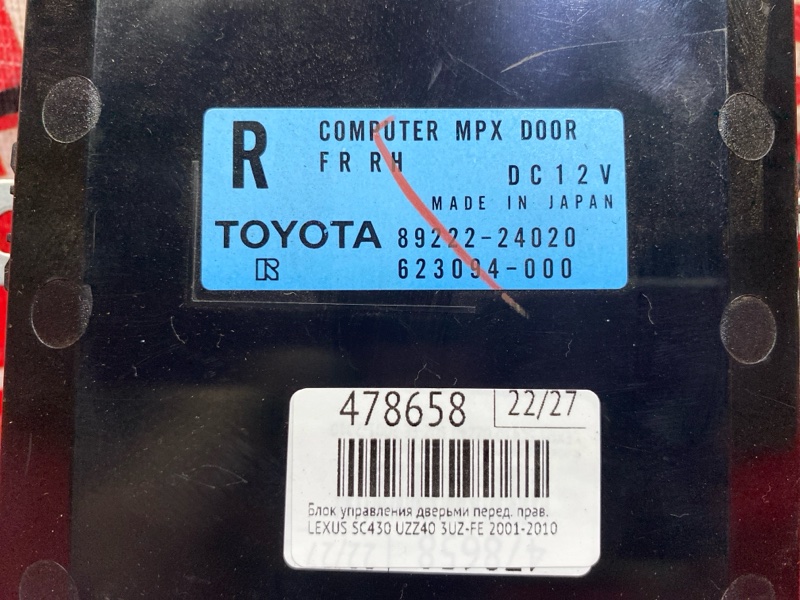 R COMPUTER MPX DOOR
FR RH
DC12V
MADE IN JAPAN
TOYOTA 89222-24020
R 623094-000
478658 22/27
Блок управления дверьми перед. прав.
LEXUS SC430 UZZ40 3UZ-FE 2001-2010